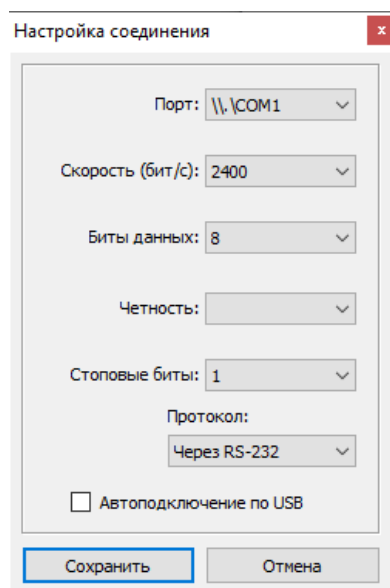 Настройка соединения
x
Порт: \\.\COM1
Скорость (бит/с): 2400
Биты данных: 8
Четность:
Стоповые биты: 1
Протокол:
Через RS-232
Автоподключение по USB
Сохранить Отмена